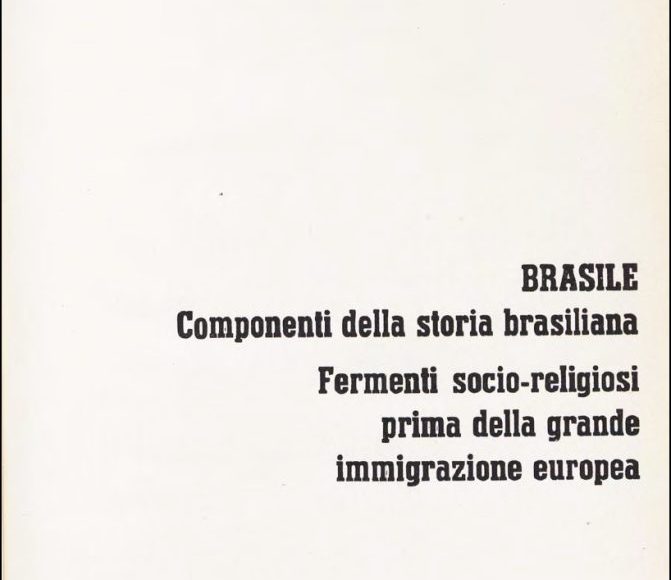 BRASILE
Componenti della storia brasiliana
Fermenti socio-religiosi
prima della grande
immigrazione europea